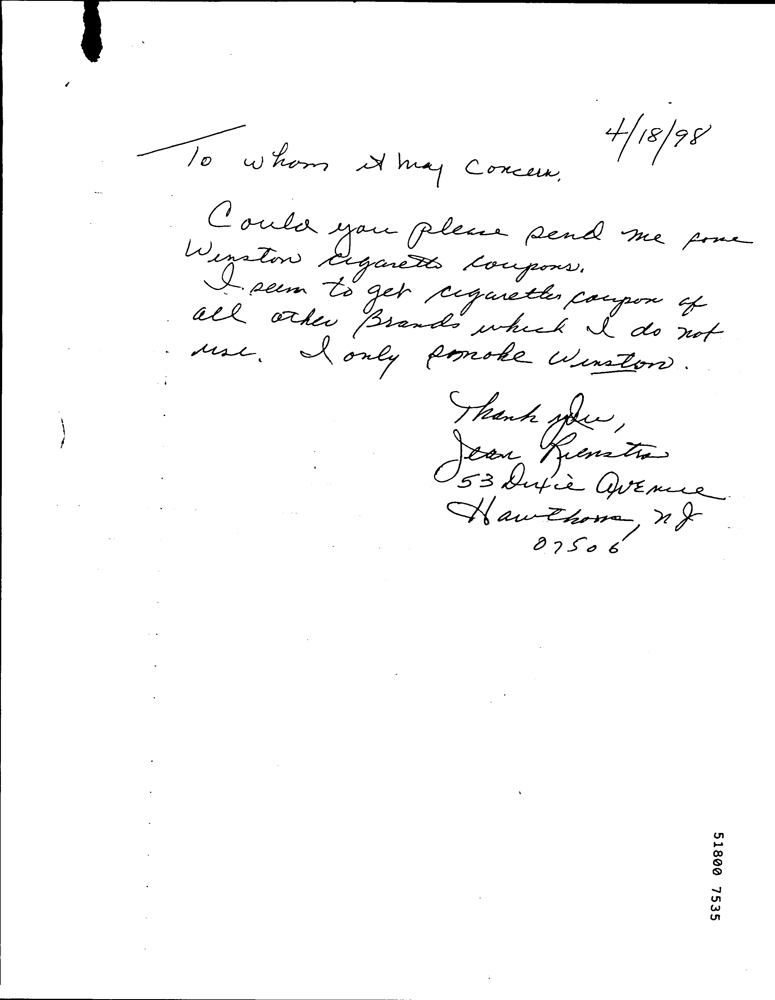 4/18/98
To whom it may concern.
Could you please send me some
Winston cigarette coupons.
I seem to get cigarettes coupon of
all other Brands which I do not
use. I only smoke Winston.
Thank you,
Jean Rienstra
53 Dixie Avenue
Hawthorne, NJ
07506
51800 7535